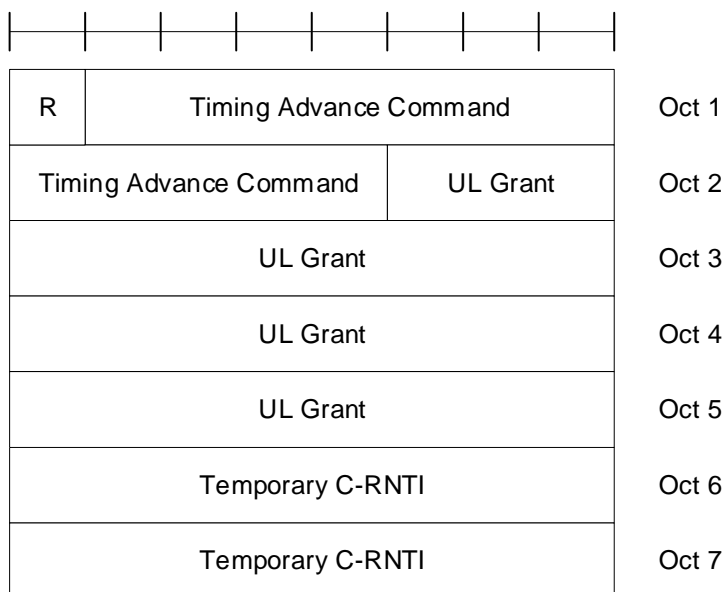 R Timing Advance Command Oct 1
Timing Advance Command UL Grant Oct 2
UL Grant Oct 3
UL Grant Oct 4
UL Grant Oct 5
Temporary C-RNTI Oct 6
Temporary C-RNTI Oct 7